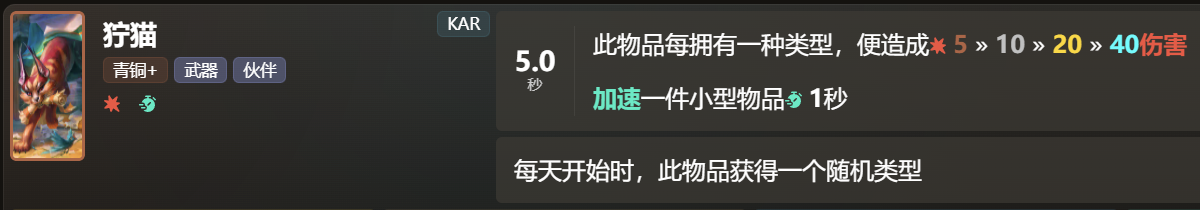 狞猫
KAR
青铜+ 武器 伙伴
5.0
秒
此物品每拥有一种类型，便造成 5 » 10 » 20 » 40伤害
加速一件小型物品 1秒
每天开始时，此物品获得一个随机类型